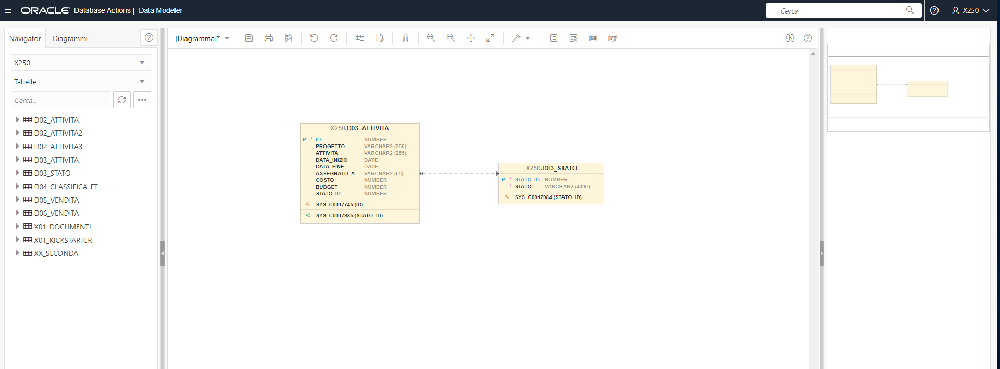 ORACLE Database Actions | Data Modeler
Cerca
X250
Navigator
Diagrammi
[Diagramma]*
X250
Tabelle
Cerca...
D02_ATTIVITA
D02_ATTIVITA2
D02_ATTIVITA3
D03_ATTIVITA
D03_STATO
D04_CLASSIFICA_FT
D05_VENDITA
D06_VENDITA
X01_DOCUMENTI
X01_KICKSTARTER
XX_SECONDA
X250.D03_ATTIVITA
P * ID NUMBER
PROGETTO VARCHAR2 (255)
ATTIVITA VARCHAR2 (255)
DATA_INIZIO DATE
DATA_FINE DATE
ASSEGNATO_A VARCHAR2 (50)
COSTO NUMBER
BUDGET NUMBER
STATO_ID NUMBER
SYS_C0017745 (ID)
SYS_C0017985 (STATO_ID)
X250.D03_STATO
P * STATO_ID NUMBER
* STATO VARCHAR2 (4000)
SYS_C0017984 (STATO_ID)